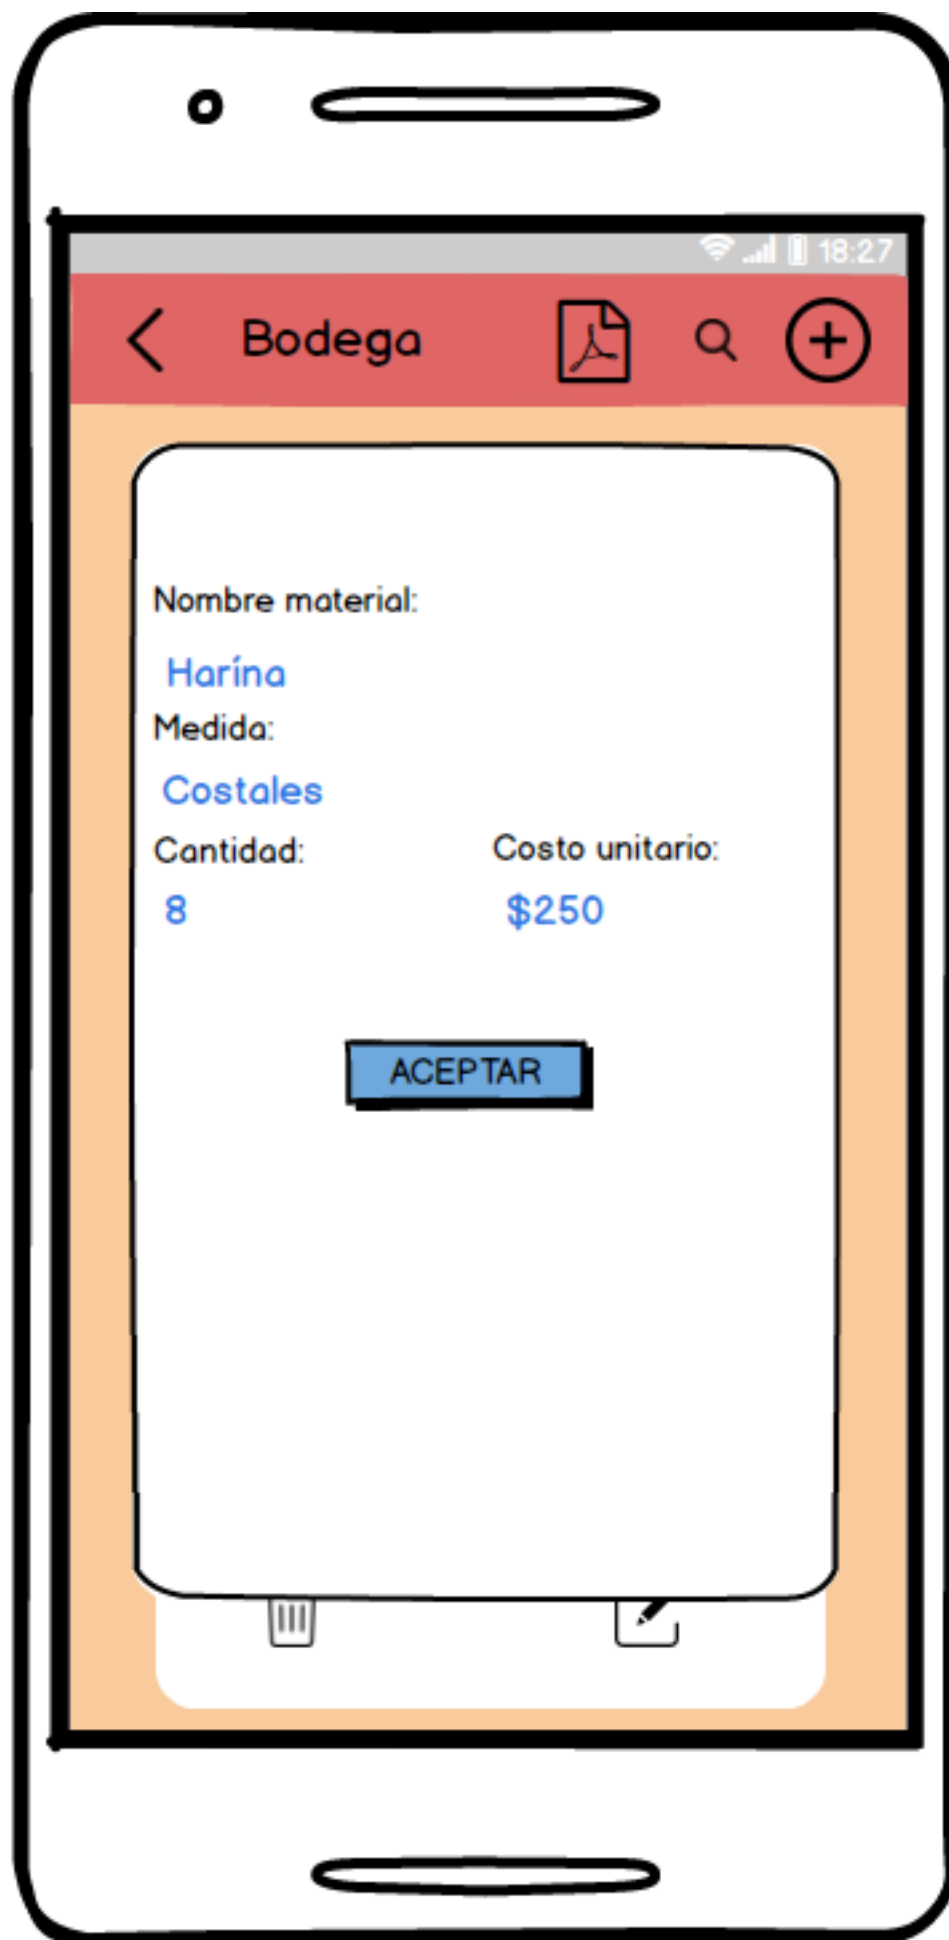 18:27
Bodega
Nombre material:
Harína
Medida:
Costales
Cantidad:
Costo unitario:
8
$250
ACEPTAR